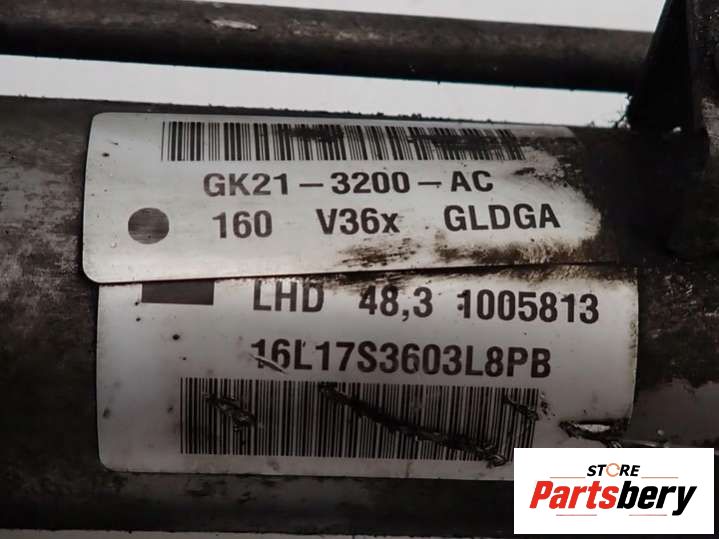 GK21-3200-AC
160 V36x GLDGA
LHD 48,3 1005813
16L17S3603L8PB
STORE
Partsbery